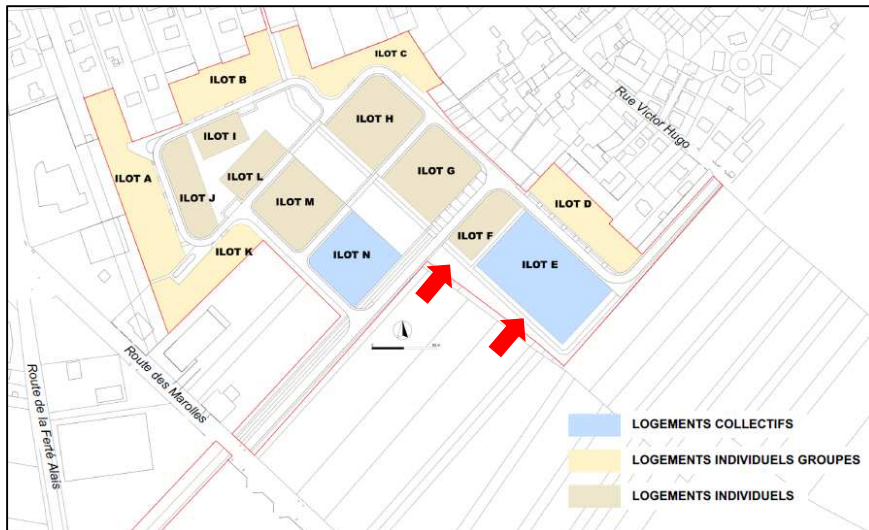 ILOT C
ILOT B
ILOT H
ILOT I
ILOT G
ILOT A
ILOT L
ILOT J
ILOT M
ILOT D
ILOT F
ILOT K
ILOT N
ILOT E
Rue Victor Hugo
Route des Marolles
Route de la Ferté Alais
LOGEMENTS COLLECTIFS
LOGEMENTS INDIVIDUELS GROUPES
LOGEMENTS INDIVIDUELS